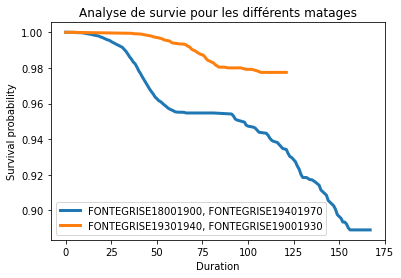 Analyse de survie pour les différents matages
Survival probability
1.00
0.98
0.96
0.94
0.92
0.90
FONTEGRISE18001900, FONTEGRISE19401970
FONTEGRISE19301940, FONTEGRISE19001930
0 25 50 75 100 125 150 175
Duration